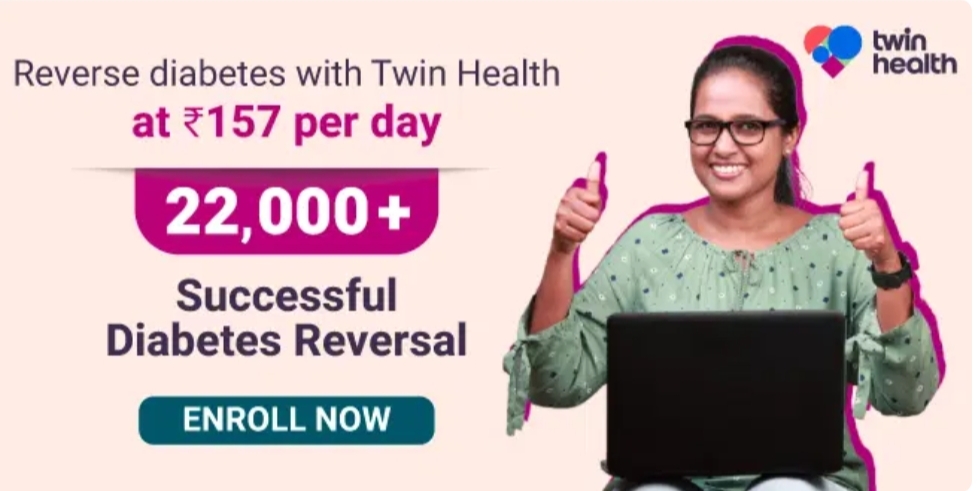 twin
health
Reverse diabetes with Twin Health
at ₹157 per day
22,000+
Successful
Diabetes Reversal
ENROLL NOW